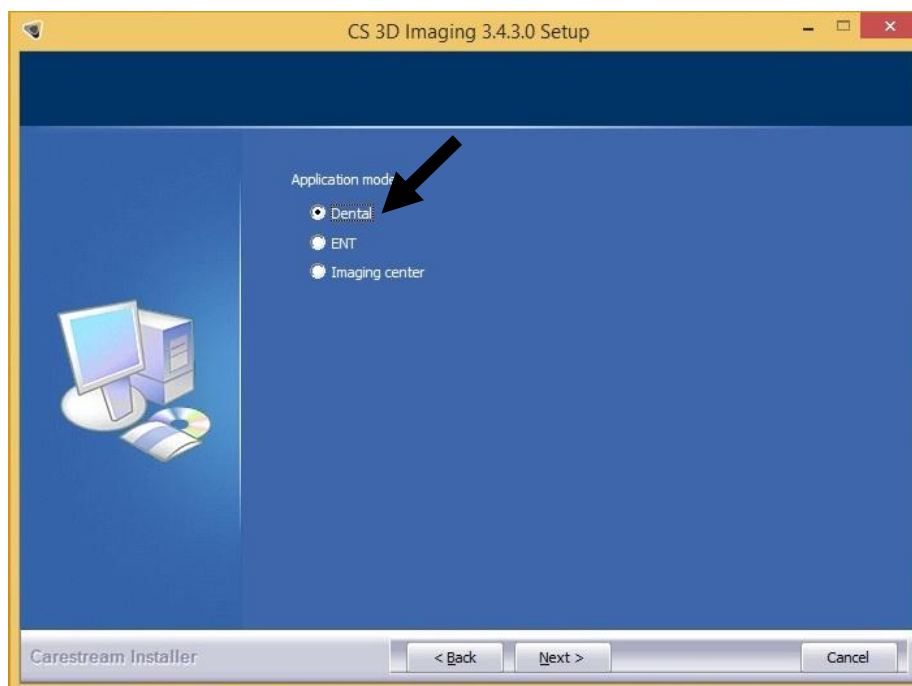 CS 3D Imaging 3.4.3.0 Setup
Application mode
Dental
ENT
Imaging center
Carestream Installer
< Back
Next >
Cancel